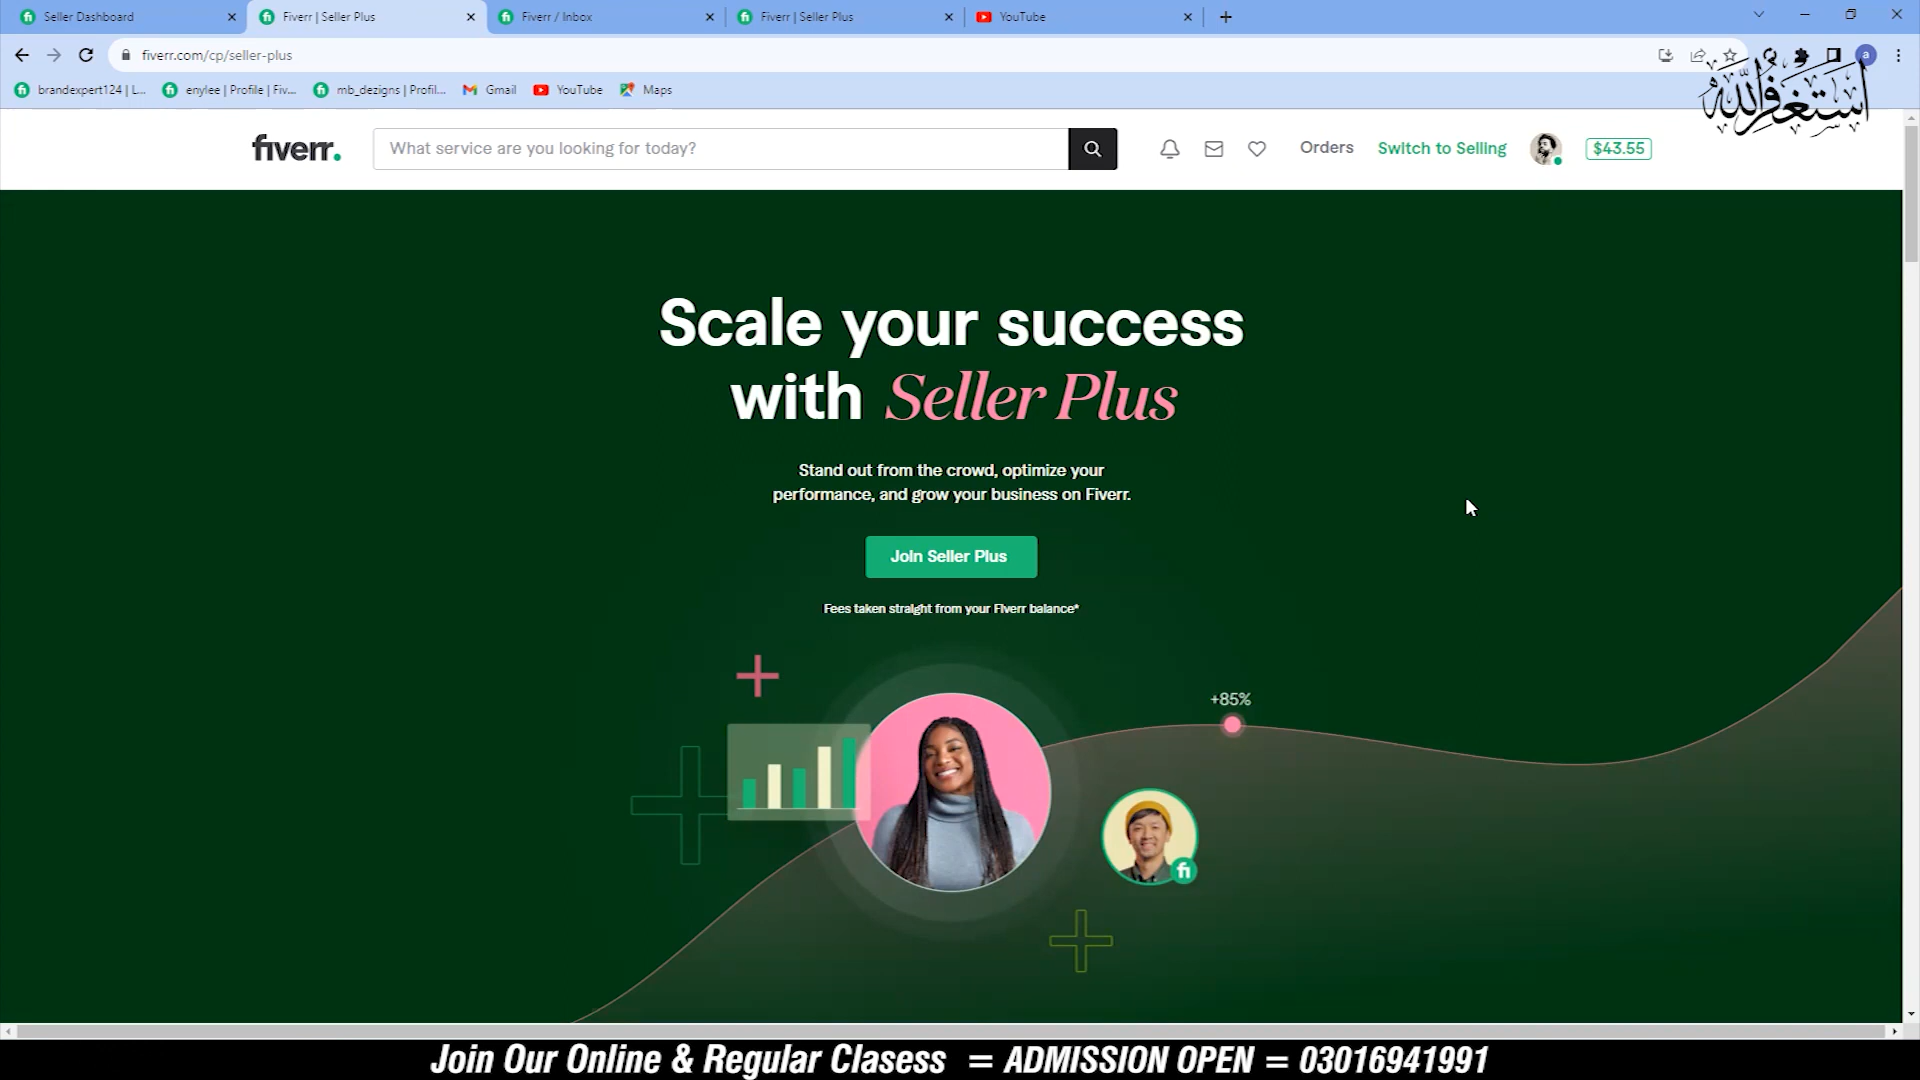 Seller Dashboard
Fiverr | Seller Plus
Fiverr / Inbox
Fiverr | Seller Plus
YouTube
fiverr.com/cp/seller-plus
a
brandexpert124 | L...
enylee | Profile | Fiv...
mb_dezigns | Profil...
Gmail
YouTube
Maps
أستغفر الله
fiverr.
What service are you looking for today?
Orders
Switch to Selling
$43.55
Scale your success
with Seller Plus
Stand out from the crowd, optimize your
performance, and grow your business on Fiverr.
Join Seller Plus
Fees taken straight from your Fiverr balance*
+85%
fi
Join Our Online & Regular Clasess = ADMISSION OPEN = 03016941991